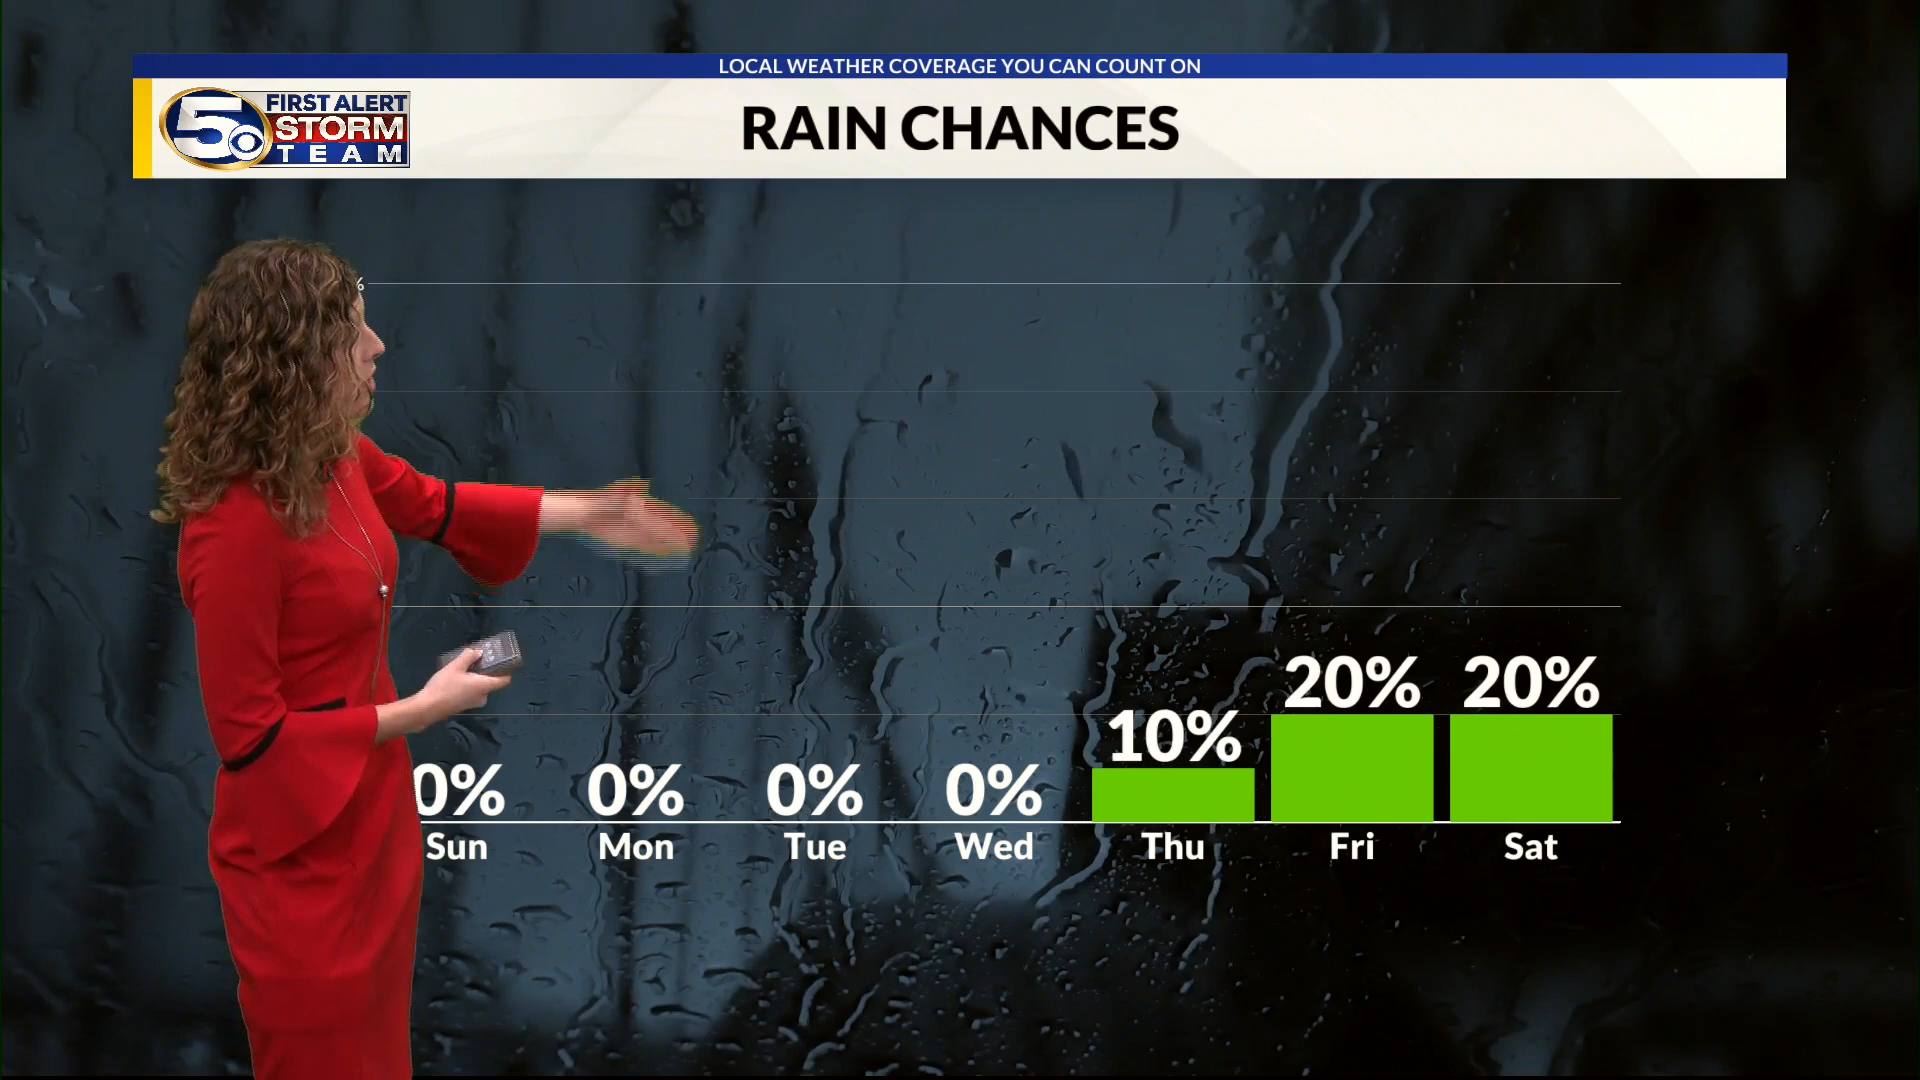 LOCAL WEATHER COVERAGE YOU CAN COUNT ON
5
FIRST ALERT
STORM
TEAM
RAIN CHANCES
%
20% 20%
10%
0% 0% 0% 0%
Sun Mon Tue Wed Thu Fri Sat